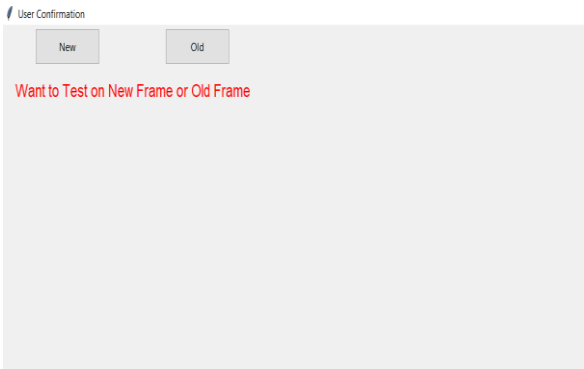 User Confirmation
New Old
Want to Test on New Frame or Old Frame